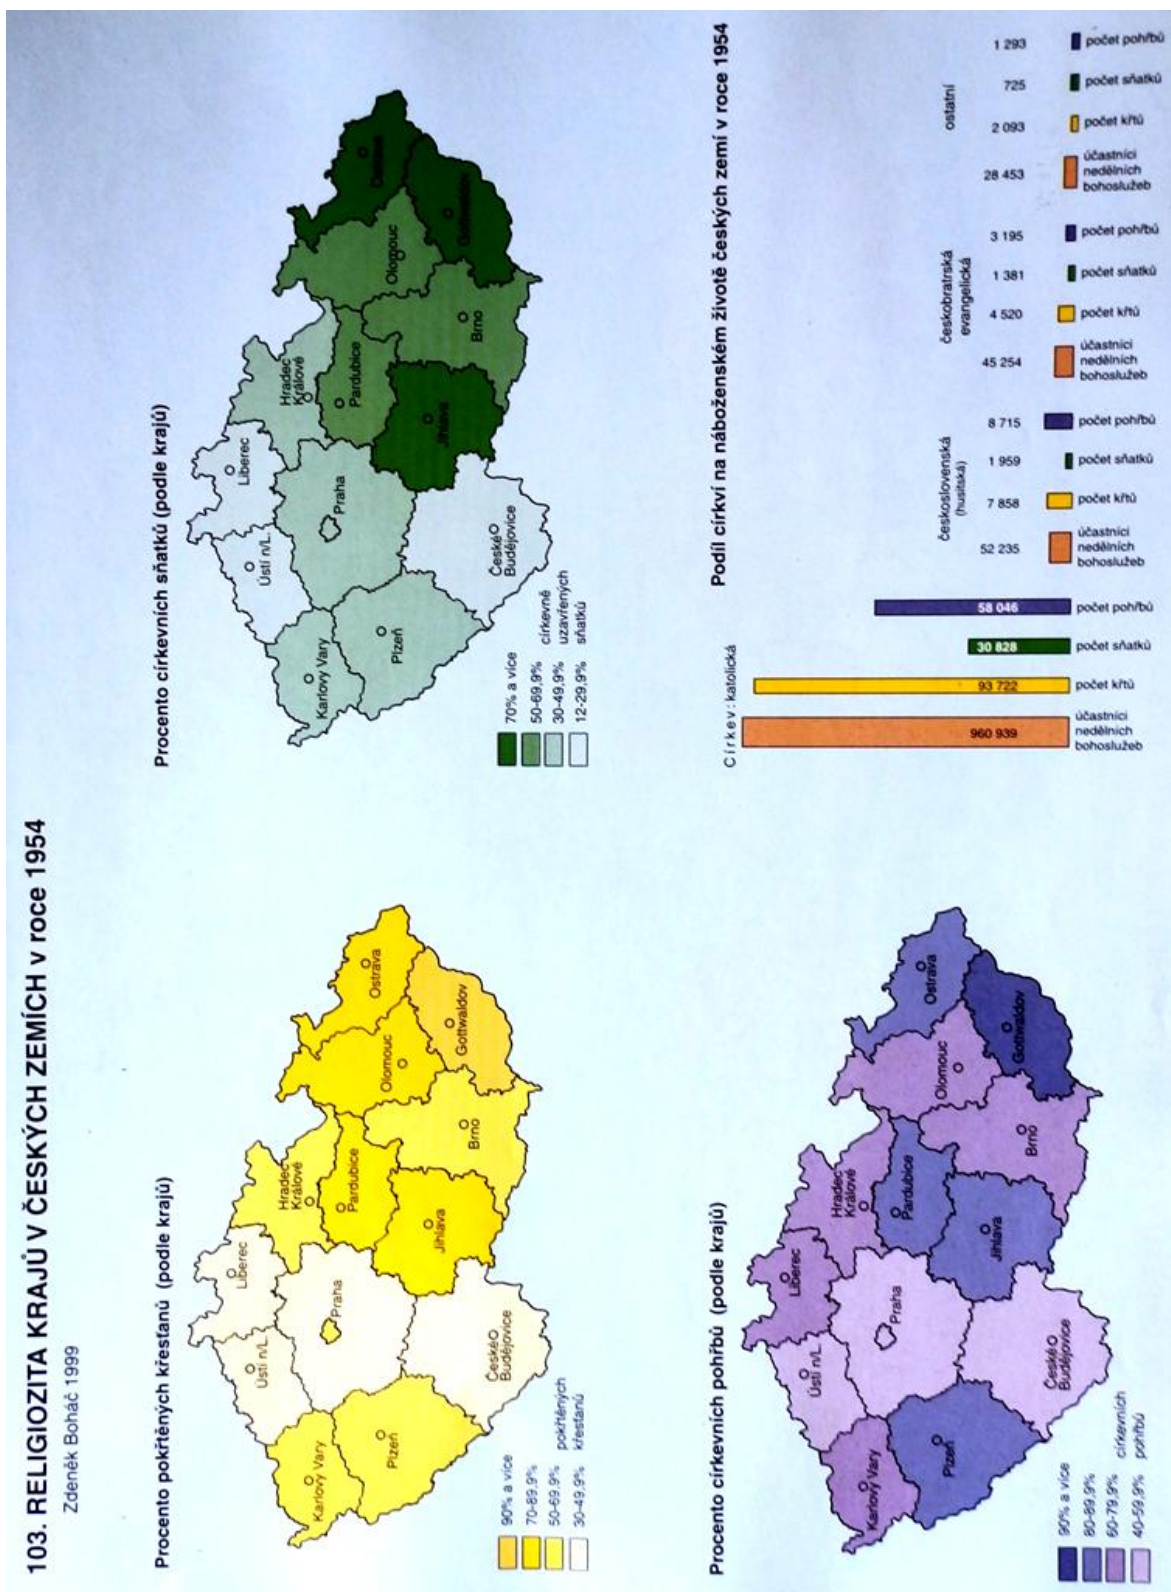 103. RELIGIOZITA KRAJŮ V ČESKÝCH ZEMÍCH v roce 1954
Zdeněk Boháč 1999
Procento pokřtěných křesťanů (podle krajů)
Karlovy Vary
Plzeň
Ústí n/L.
Liberec
Praha
České
Budějovice
Hradec
Králové
Pardubice
Jihlava
Brno
Olomouc
Ostrava
Gottwaldov
90% a více
70-89,9%
50-69,9%
30-49,9%
pokřtěných
křesťanů
Procento církevních sňatků (podle krajů)
Karlovy Vary
Plzeň
Ústí n/L.
Liberec
Praha
České
Budějovice
Hradec
Králové
Pardubice
Jihlava
Brno
Olomouc
Ostrava
Gottwaldov
70% a více
50-69,9%
30-49,9%
12-29,9%
církevně
uzavřených
sňatků
Procento církevních pohřbů (podle krajů)
Karlovy Vary
Plzeň
Ústí n/L.
Liberec
Praha
České
Budějovice
Hradec
Králové
Pardubice
Jihlava
Brno
Olomouc
Ostrava
Gottwaldov
90% a více
80-89,9%
60-79,9%
40-59,9%
církevních
pohřbů
Podíl církví na náboženském životě českých zemí v roce 1954
Církev: katolická
960 939
93 722
30 828
58 046
účastníci
nedělních
bohoslužeb
počet křtů
počet sňatků
počet pohřbů
československá
(husitská)
52 235
7 858
1 959
8 715
účastníci
nedělních
bohoslužeb
počet křtů
počet sňatků
počet pohřbů
českobratrská
evangelická
45 254
4 520
1 381
3 195
účastníci
nedělních
bohoslužeb
počet křtů
počet sňatků
počet pohřbů
ostatní
28 453
2 093
725
1 293
účastníci
nedělních
bohoslužeb
počet křtů
počet sňatků
počet pohřbů